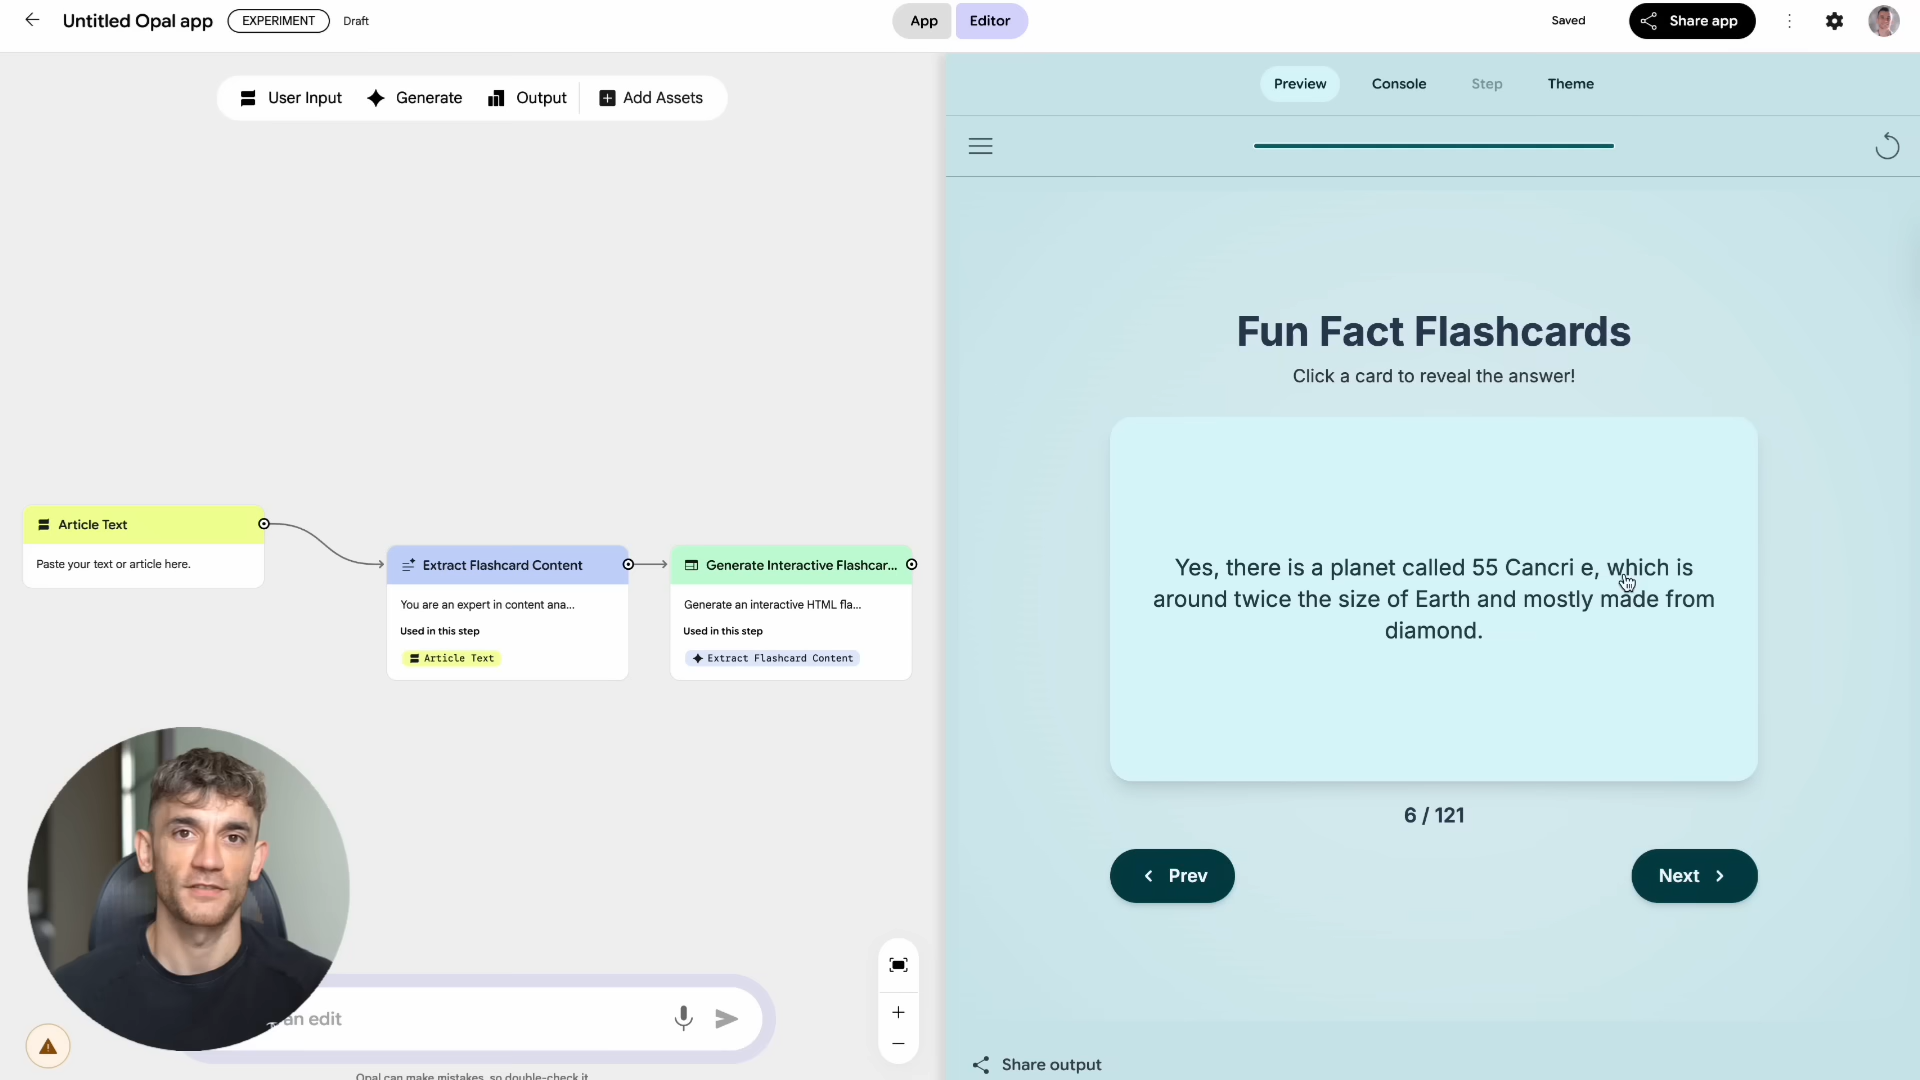 Untitled Opal app
EXPERIMENT
Draft
App
Editor
Saved
Share app
User Input
Generate
Output
Add Assets
Preview
Console
Step
Theme
Article Text
Paste your text or article here.
Extract Flashcard Content
You are an expert in content ana...
Used in this step
Article Text
Generate Interactive Flashcar...
Generate an interactive HTML fla...
Used in this step
Extract Flashcard Content
an edit
Opal can make mistakes, so double-check it
Fun Fact Flashcards
Click a card to reveal the answer!
Yes, there is a planet called 55 Cancri e, which is
around twice the size of Earth and mostly made from
diamond.
6 / 121
Prev
Next
Share output